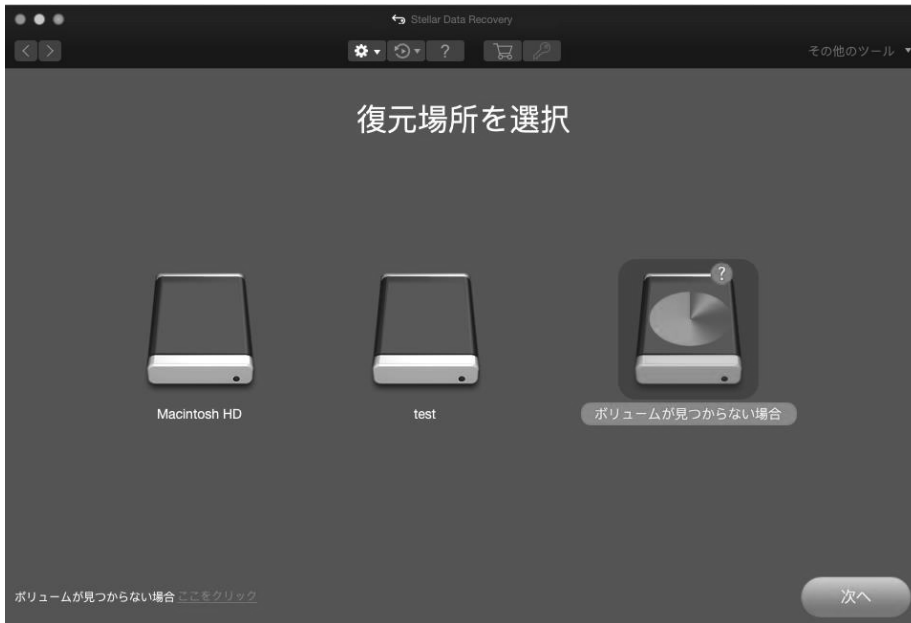 Stellar Data Recovery
?
その他のツール
復元場所を選択
?
Macintosh HD
test
ボリュームが見つからない場合
ボリュームが見つからない場合 ここをクリック
次へ